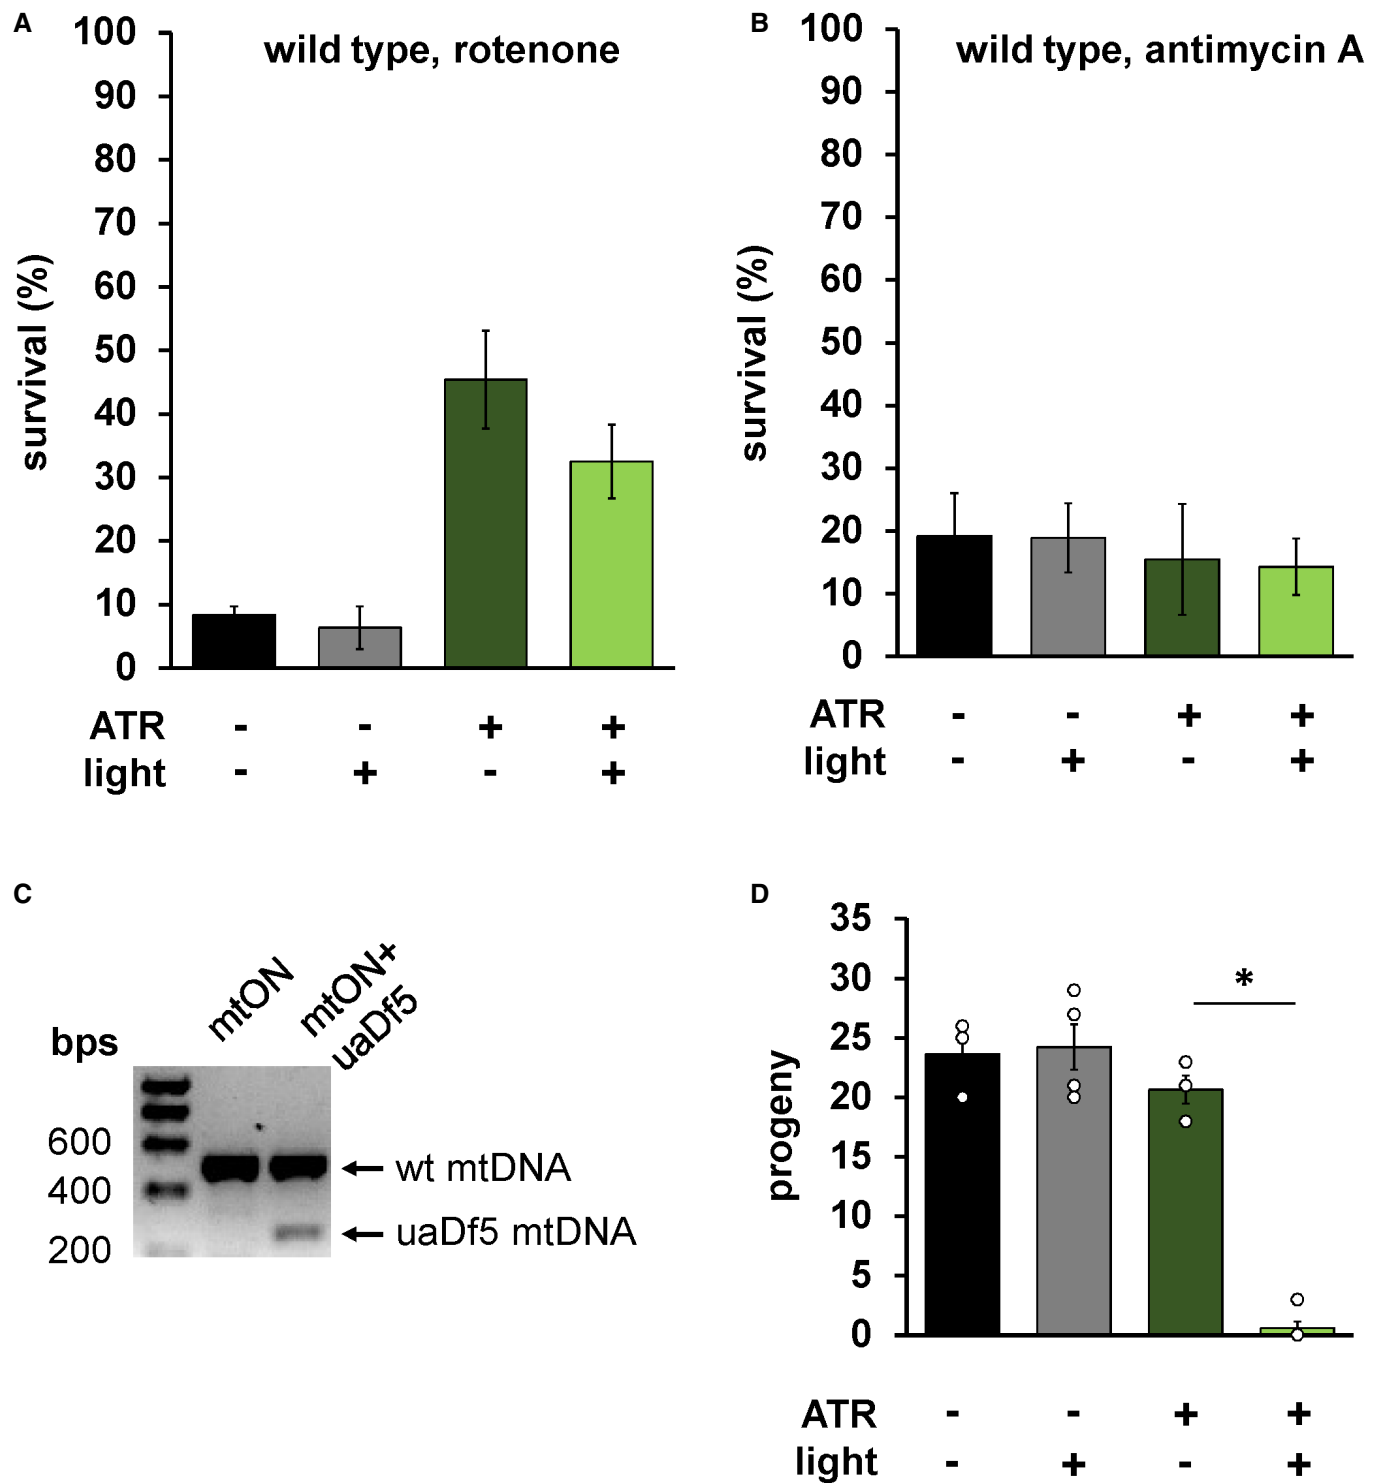 A
wild type, rotenone
100
90
80
70
60
50
40
30
20
10
0
survival (%)
ATR - - + +
light - + - +
B
wild type, antimycin A
100
90
80
70
60
50
40
30
20
10
0
survival (%)
ATR - - + +
light - + - +
C
mtON
mtON+
uaDf5
bps
600
400
200
wt mtDNA
uaDf5 mtDNA
D
35
30
25
20
15
10
5
0
progeny
*
ATR - - + +
light - + - +